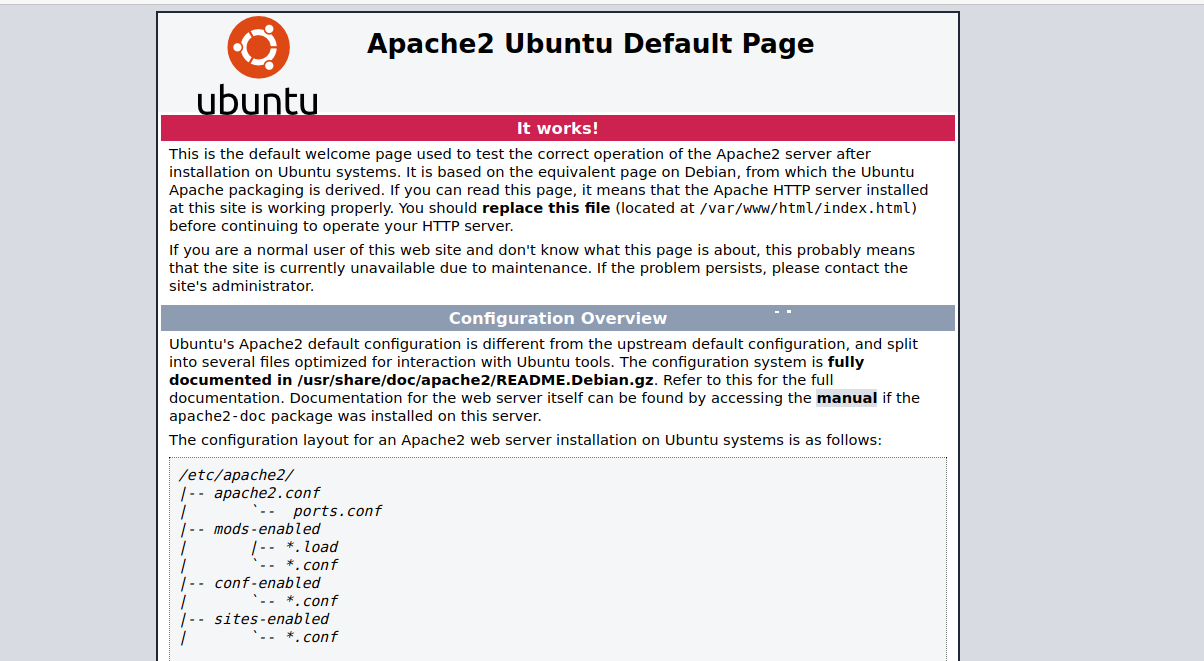 Apache2 Ubuntu Default Page
ubuntu
It works!
This is the default welcome page used to test the correct operation of the Apache2 server after
installation on Ubuntu systems. It is based on the equivalent page on Debian, from which the Ubuntu
Apache packaging is derived. If you can read this page, it means that the Apache HTTP server installed
at this site is working properly. You should replace this file (located at /var/www/html/index.html)
before continuing to operate your HTTP server.
If you are a normal user of this web site and don't know what this page is about, this probably means
that the site is currently unavailable due to maintenance. If the problem persists, please contact the
site's administrator.
Configuration Overview
Ubuntu's Apache2 default configuration is different from the upstream default configuration, and split
into several files optimized for interaction with Ubuntu tools. The configuration system is fully
documented in /usr/share/doc/apache2/README.Debian.gz. Refer to this for the full
documentation. Documentation for the web server itself can be found by accessing the manual if the
apache2-doc package was installed on this server.
The configuration layout for an Apache2 web server installation on Ubuntu systems is as follows:
/etc/apache2/
|-- apache2.conf
|       `--  ports.conf
|-- mods-enabled
|       |-- *.load
|       `-- *.conf
|-- conf-enabled
|       `-- *.conf
|-- sites-enabled
|       `-- *.conf